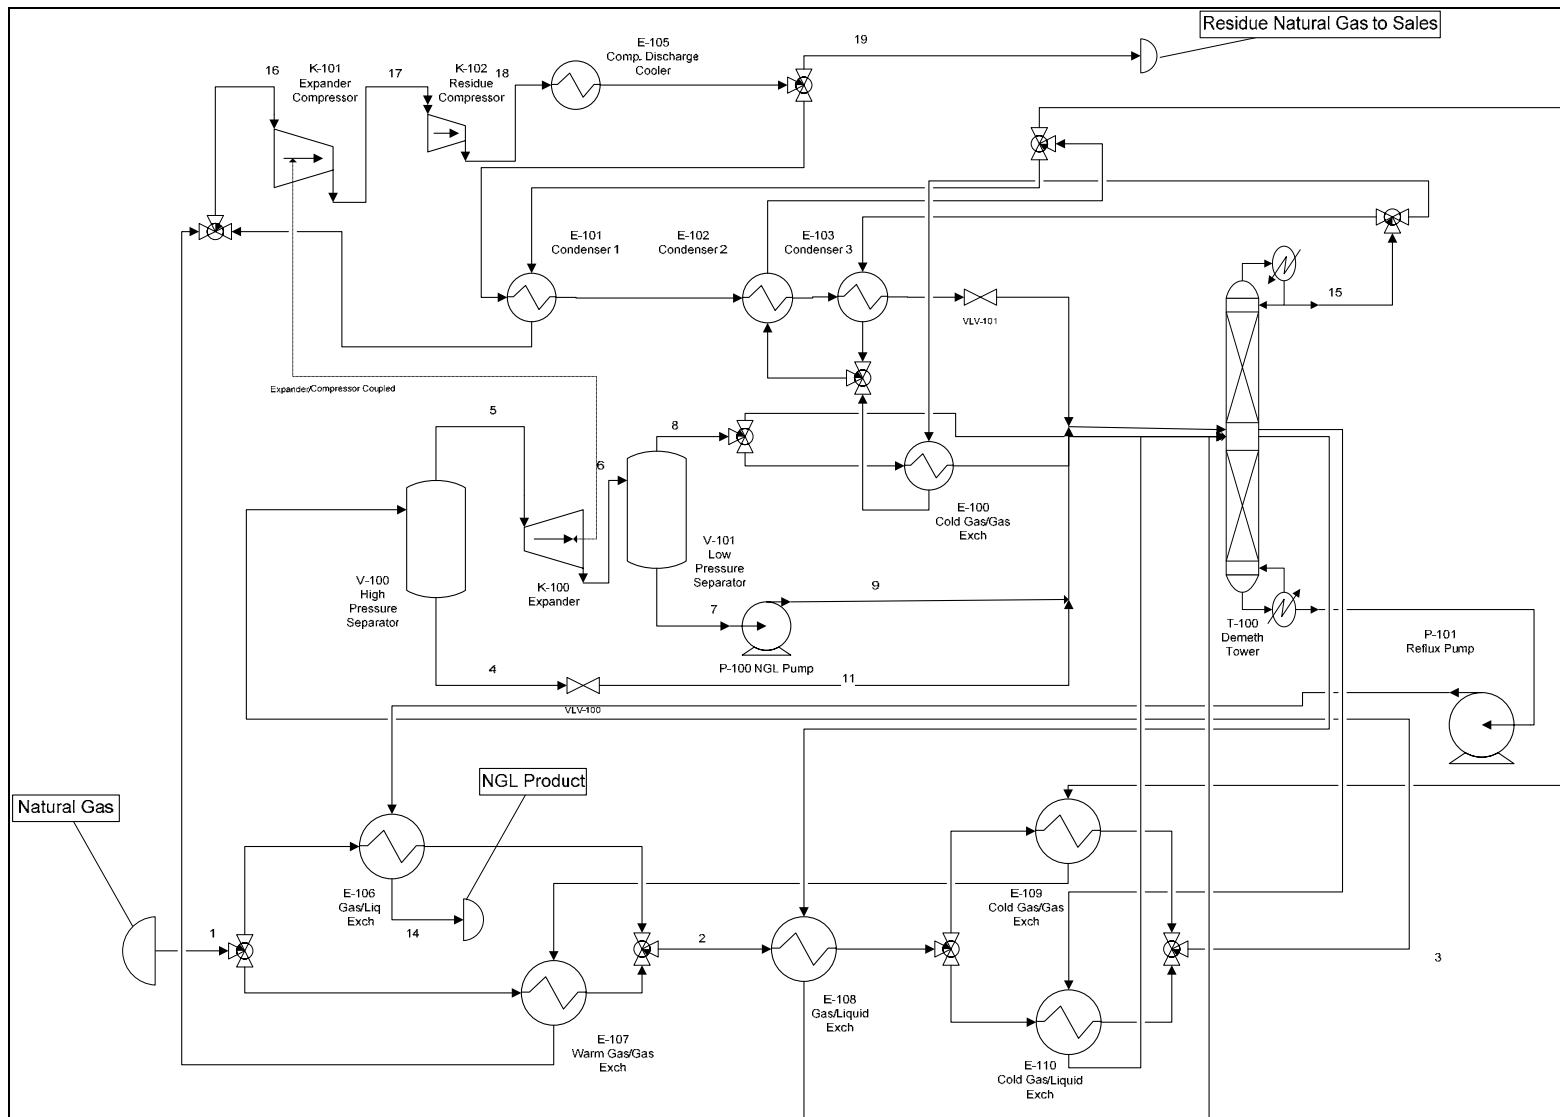 Residue Natural Gas to Sales
19
E-105
Comp. Discharge
Cooler
16
K-101
Expander
Compressor
17
K-102
Residue
Compressor
18
E-101
Condenser 1
E-102
Condenser 2
E-103
Condenser 3
15
VLV-101
Expander/Compressor Coupled
5
8
6
E-100
Cold Gas/Gas
Exch
V-101
Low
Pressure
Separator
V-100
High
Pressure
Separator
K-100
Expander
9
7
T-100
Demeth
Tower
P-101
Reflux Pump
P-100 NGL Pump
4
11
VLV-100
NGL Product
Natural Gas
E-106
Gas/Liq
Exch
E-109
Cold Gas/Gas
Exch
1
14
2
3
E-108
Gas/Liquid
Exch
E-107
Warm Gas/Gas
Exch
E-110
Cold Gas/Liquid
Exch